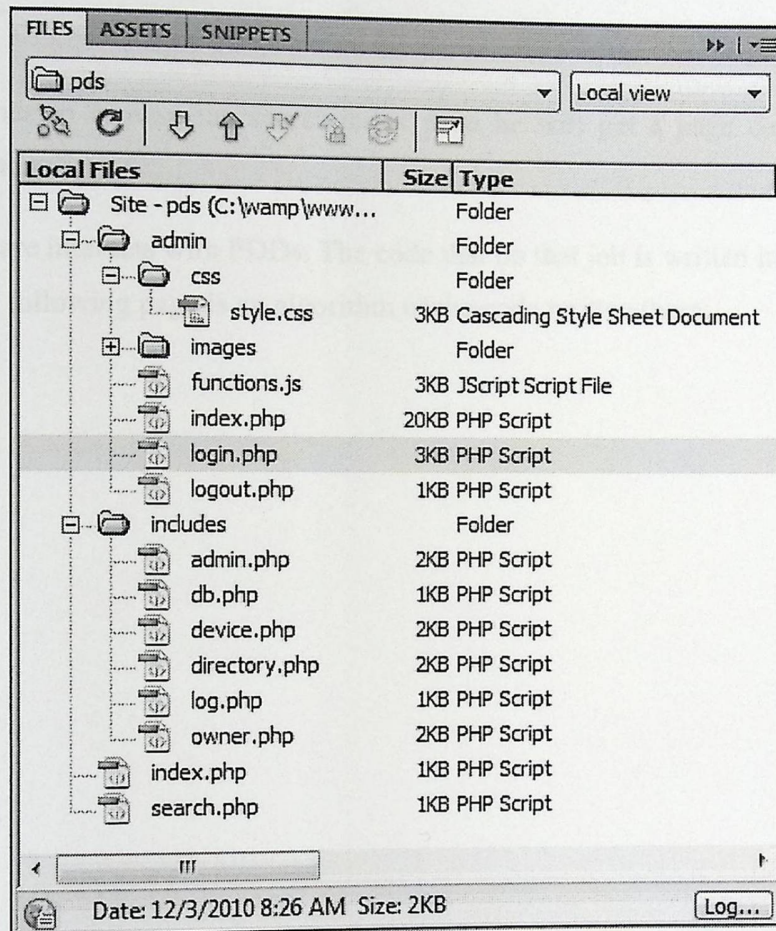 FILES ASSETS SNIPPETS
pds Local view
Local Files Size Type
Site - pds (C:\wamp\www... Folder
admin Folder
css Folder
style.css 3KB Cascading Style Sheet Document
images Folder
functions.js 3KB JScript Script File
index.php 20KB PHP Script
login.php 3KB PHP Script
logout.php 1KB PHP Script
includes Folder
admin.php 2KB PHP Script
db.php 1KB PHP Script
device.php 2KB PHP Script
directory.php 2KB PHP Script
log.php 1KB PHP Script
owner.php 2KB PHP Script
index.php 1KB PHP Script
search.php 1KB PHP Script
Date: 12/3/2010 8:26 AM Size: 2KB Log...